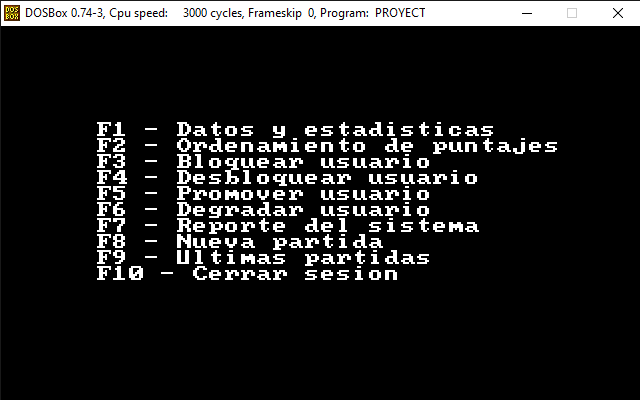 DOSBox 0.74-3, Cpu speed: 3000 cycles, Frameskip 0, Program: PROYECT
F1 - Datos y estadisticas
F2 - Ordenamiento de puntajes
F3 - Bloquear usuario
F4 - Desbloquear usuario
F5 - Promover usuario
F6 - Degradar usuario
F7 - Reporte del sistema
F8 - Nueva partida
F9 - Ultimas partidas
F10 - Cerrar sesion